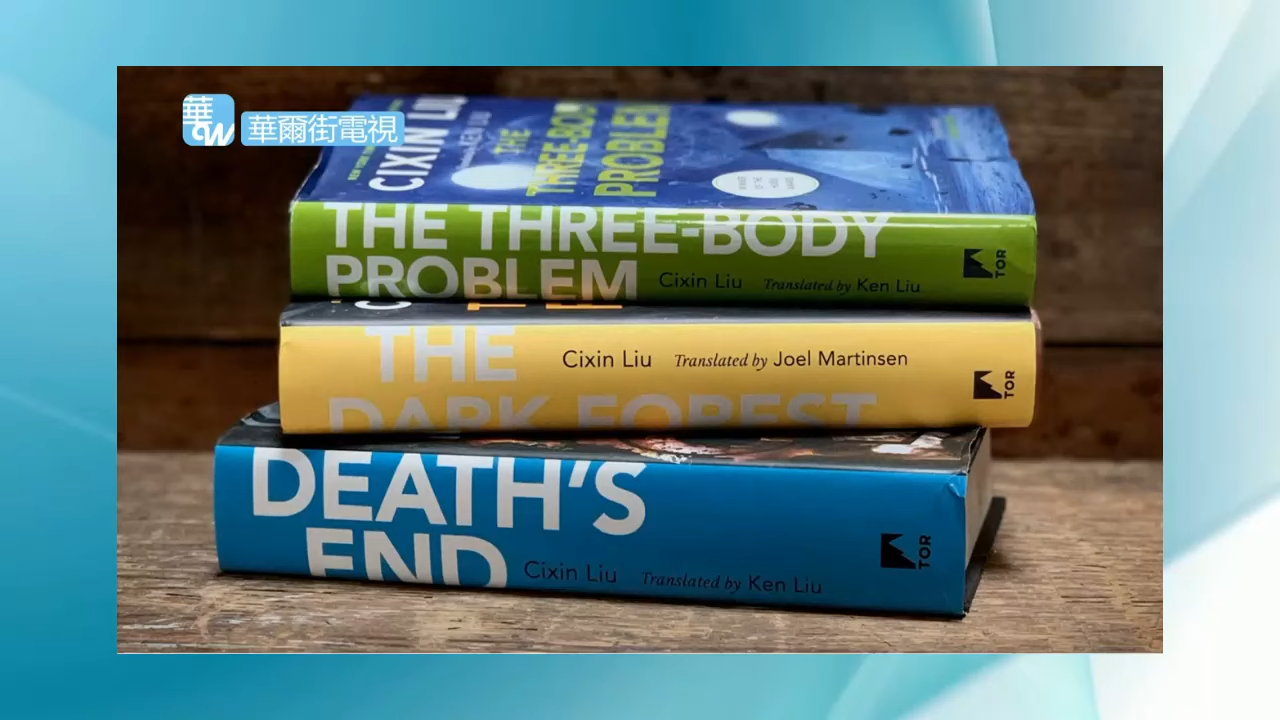 華
華爾街電視
CIXIN LIU
THE
THREE-BODY
PROBLEM
THE THREE-BODY
PROBLEM
Cixin Liu Translated by Ken Liu
TOR
THE
DARK FOREST
Cixin Liu Translated by Joel Martinsen
TOR
DEATH'S
END
Cixin Liu Translated by Ken Liu
TOR